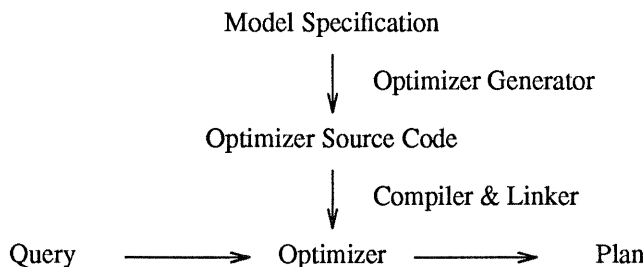 Model Specification
Optimizer Generator
Optimizer Source Code
Compiler & Linker
Query Optimizer Plan